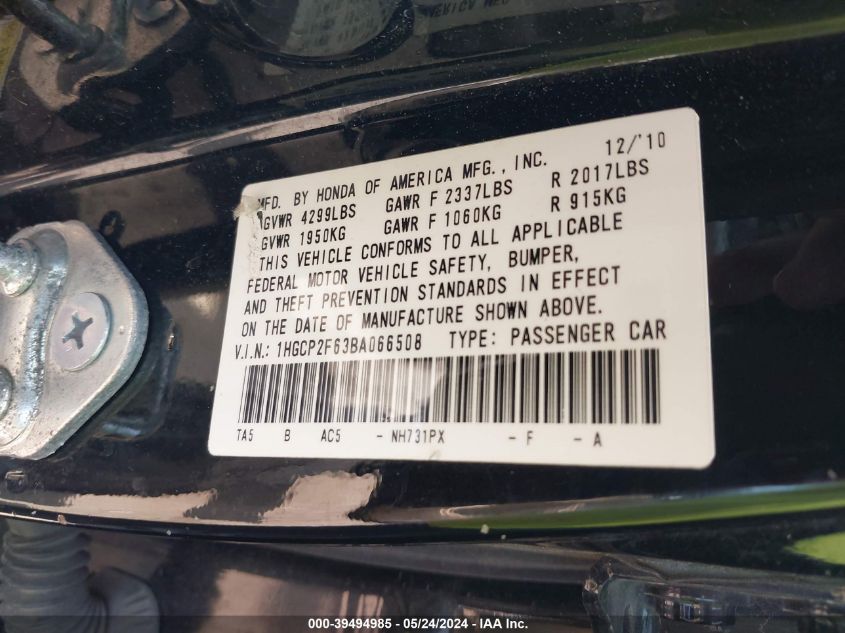 12/'10
MFD. BY HONDA OF AMERICA MFG., INC.
GVWR 4299LBS GAWR F 2337LBS R 2017LBS
GVWR 1950KG GAWR F 1060KG R 915KG
THIS VEHICLE CONFORMS TO ALL APPLICABLE
FEDERAL MOTOR VEHICLE SAFETY, BUMPER,
AND THEFT PREVENTION STANDARDS IN EFFECT
ON THE DATE OF MANUFACTURE SHOWN ABOVE.
V.I.N.: 1HGCP2F63BA066508 TYPE: PASSENGER CAR
TA5 B AC5 - NH731PX - F - A
000-39494985 - 05/24/2024 - IAAI.com